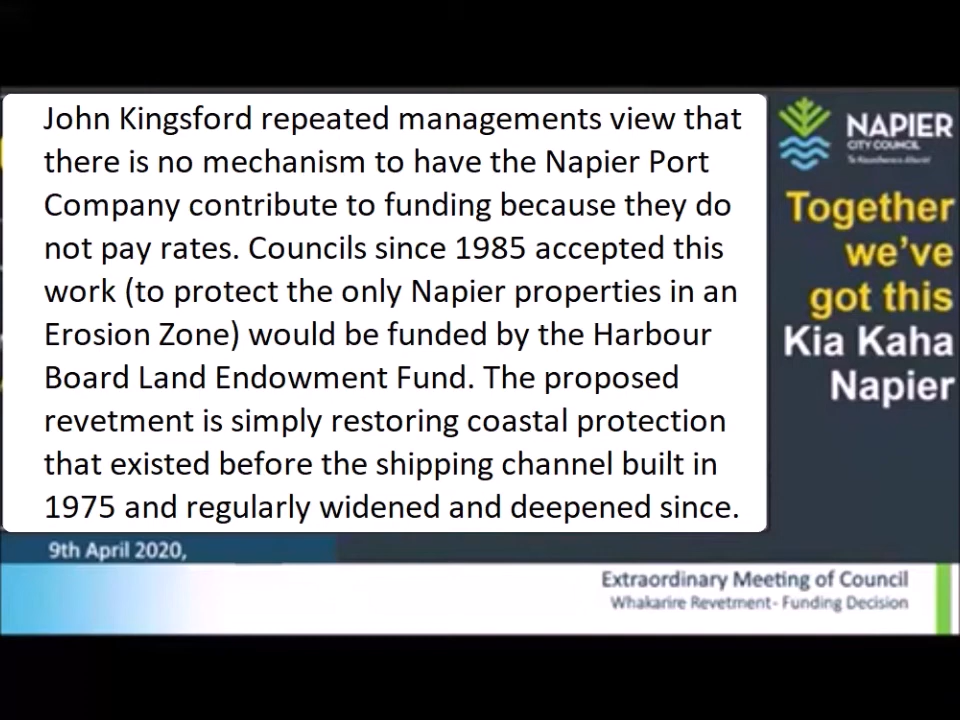 John Kingsford repeated managements view that
there is no mechanism to have the Napier Port
Company contribute to funding because they do
not pay rates. Councils since 1985 accepted this
work (to protect the only Napier properties in an
Erosion Zone) would be funded by the Harbour
Board Land Endowment Fund. The proposed
revetment is simply restoring coastal protection
that existed before the shipping channel built in
1975 and regularly widened and deepened since.
NAPIER
CITY COUNCIL
Together
we've
got this
Kia Kaha
Napier
9th April 2020,
Extraordinary Meeting of Council
Whakarire Revetment- Funding Decision